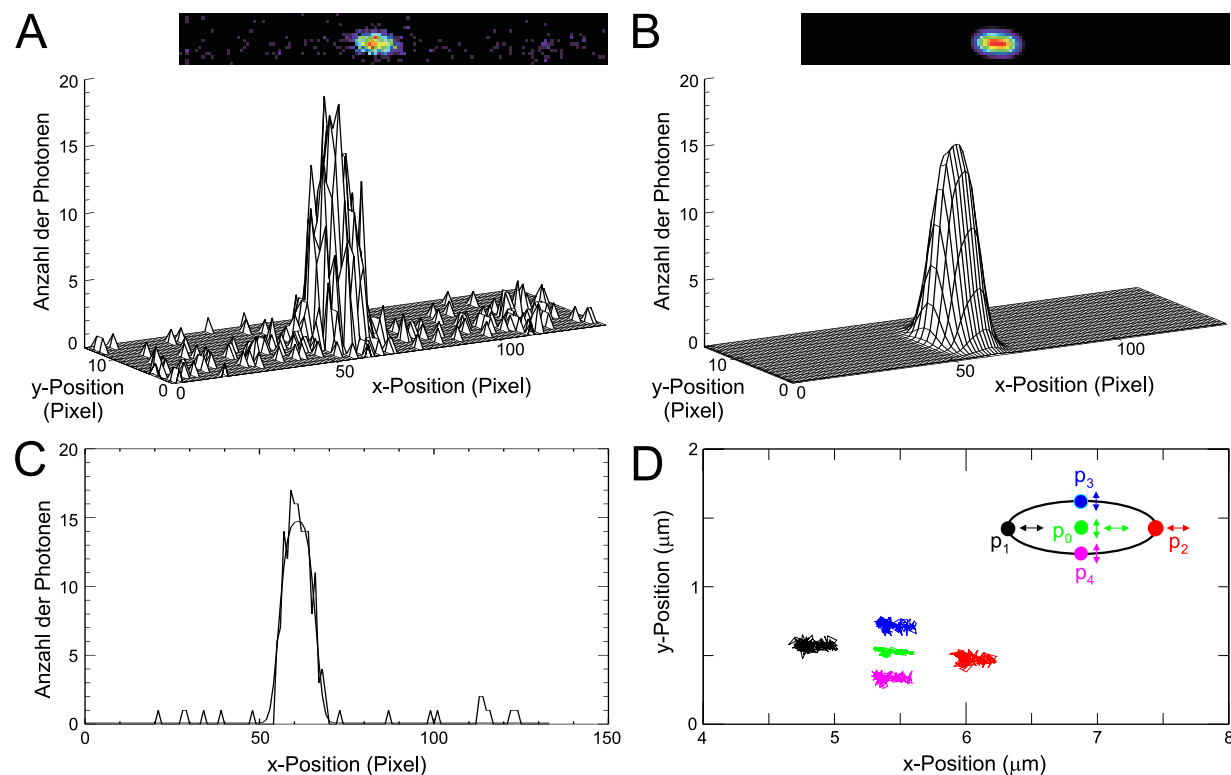 A
20
15
10
5
0
Anzahl der Photonen
10
0
y-Position
(Pixel)
0
50
100
x-Position (Pixel)
B
20
15
10
5
0
Anzahl der Photonen
10
0
y-Position
(Pixel)
0
50
100
x-Position (Pixel)
C
20
15
10
5
0
Anzahl der Photonen
0
50
100
150
x-Position (Pixel)
D
2
1
0
y-Position (μm)
p3
p1
p0
p2
p4
4
5
6
7
8
x-Position (μm)